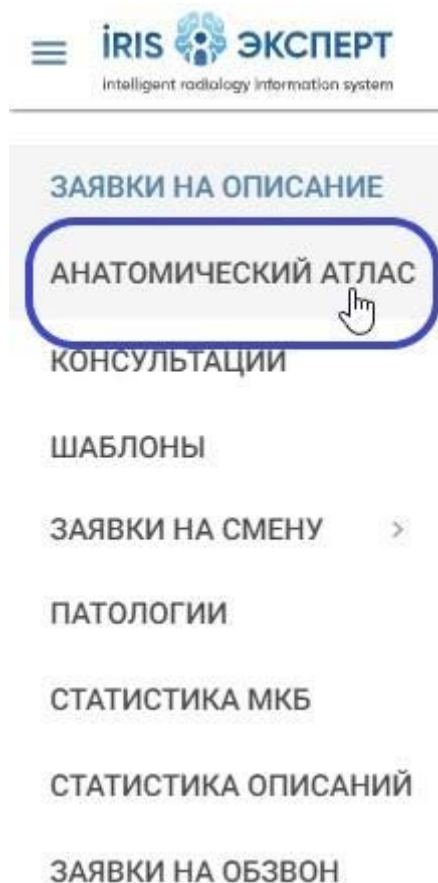 iRIS ЭКСПЕРТ
intelligent radiology information system
ЗАЯВКИ НА ОПИСАНИЕ
АНАТОМИЧЕСКИЙ АТЛАС
КОНСУЛЬТАЦИИ
ШАБЛОНЫ
ЗАЯВКИ НА СМЕНУ >
ПАТОЛОГИИ
СТАТИСТИКА МКБ
СТАТИСТИКА ОПИСАНИЙ
ЗАЯВКИ НА ОБЗВОН